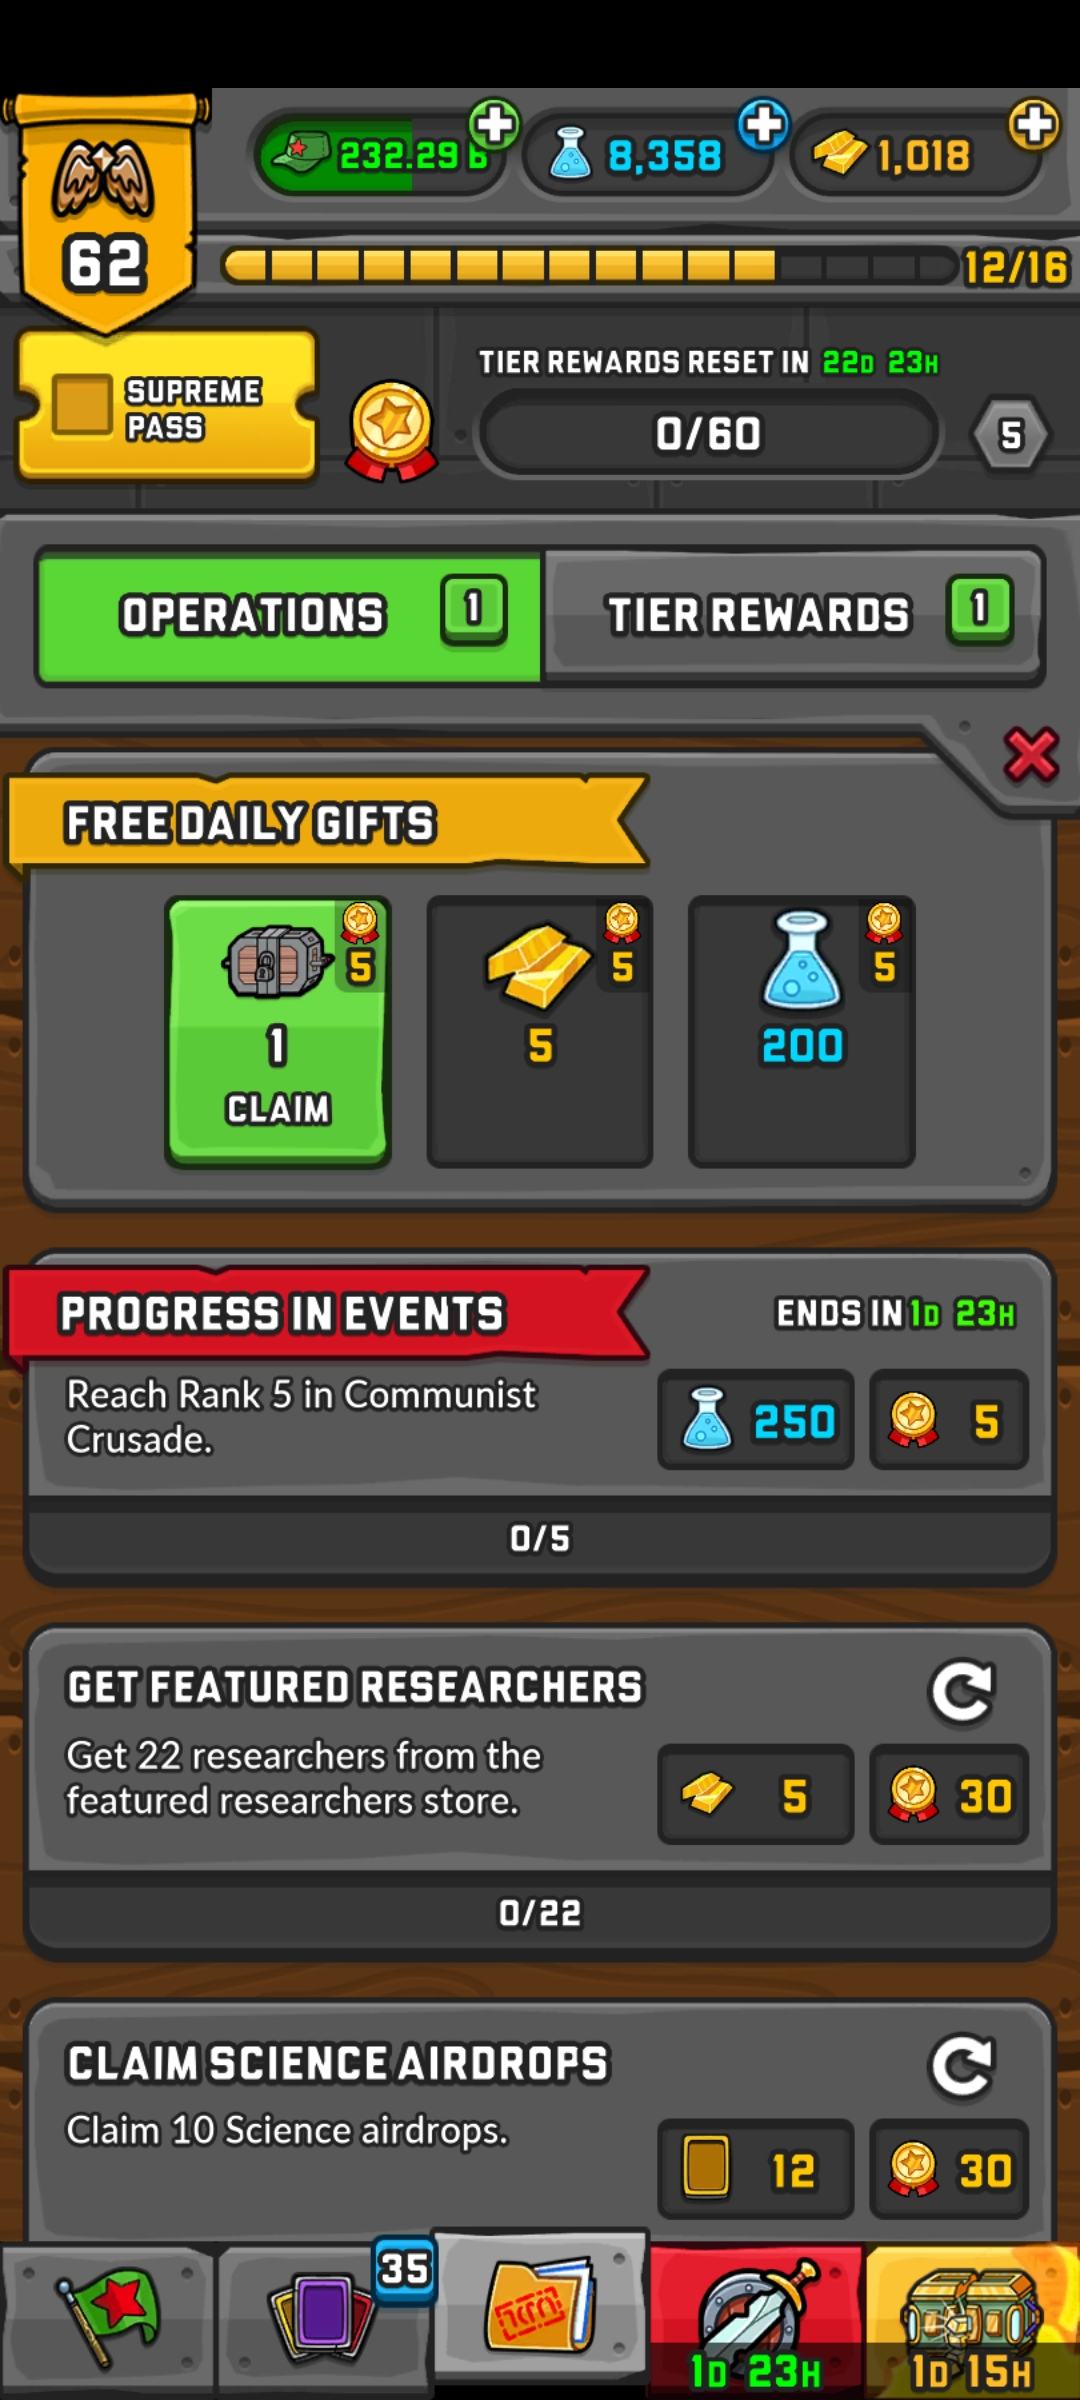 232.29 B
8,358
1,018
62
12/16
SUPREME
PASS
TIER REWARDS RESET IN 22D 23H
0/60
5
OPERATIONS 1
TIER REWARDS 1
FREE DAILY GIFTS
5
1
CLAIM
5
5
5
200
PROGRESS IN EVENTS
ENDS IN 1D 23H
Reach Rank 5 in Communist
Crusade.
250
5
0/5
GET FEATURED RESEARCHERS
Get 22 researchers from the
featured researchers store.
5
30
0/22
CLAIM SCIENCE AIRDROPS
Claim 10 Science airdrops.
12
30
35
1D 23H
1D 15H